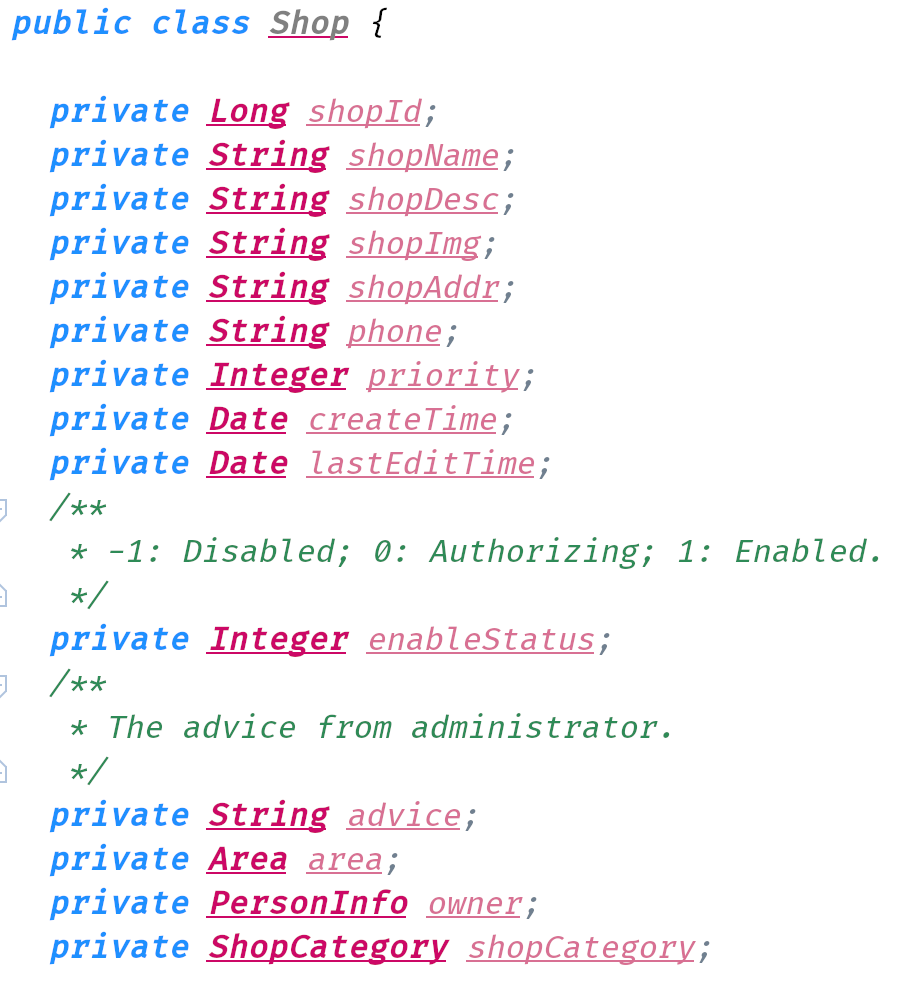 public class Shop {
private Long shopId;
private String shopName;
private String shopDesc;
private String shopImg;
private String shopAddr;
private String phone;
private Integer priority;
private Date createTime;
private Date lastEditTime;
/**
* -1: Disabled; 0: Authorizing; 1: Enabled.
*/
private Integer enableStatus;
/**
* The advice from administrator.
*/
private String advice;
private Area area;
private PersonInfo owner;
private ShopCategory shopCategory;